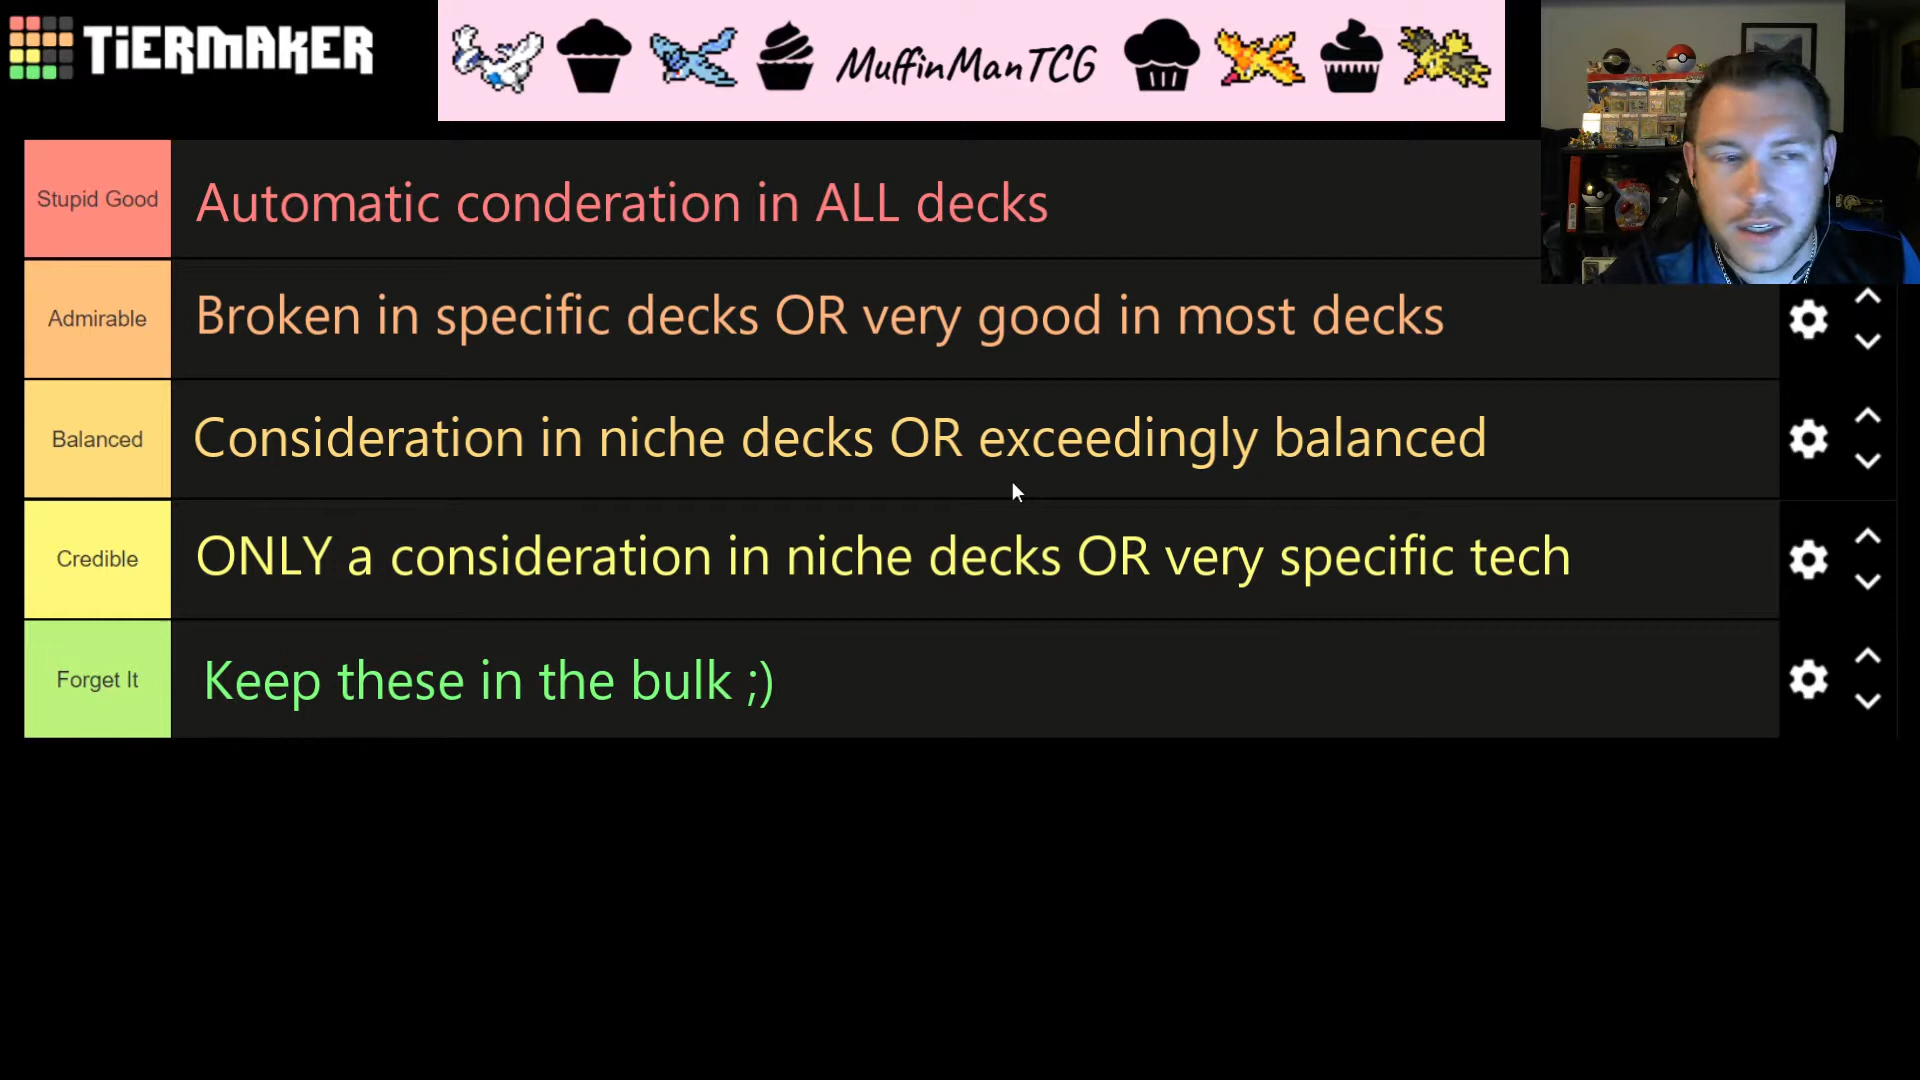 TiERMAKER
MuffinManTCG
Stupid Good
Automatic conderation in ALL decks
Admirable
Broken in specific decks OR very good in most decks
Balanced
Consideration in niche decks OR exceedingly balanced
Credible
ONLY a consideration in niche decks OR very specific tech
Forget It
Keep these in the bulk ;)